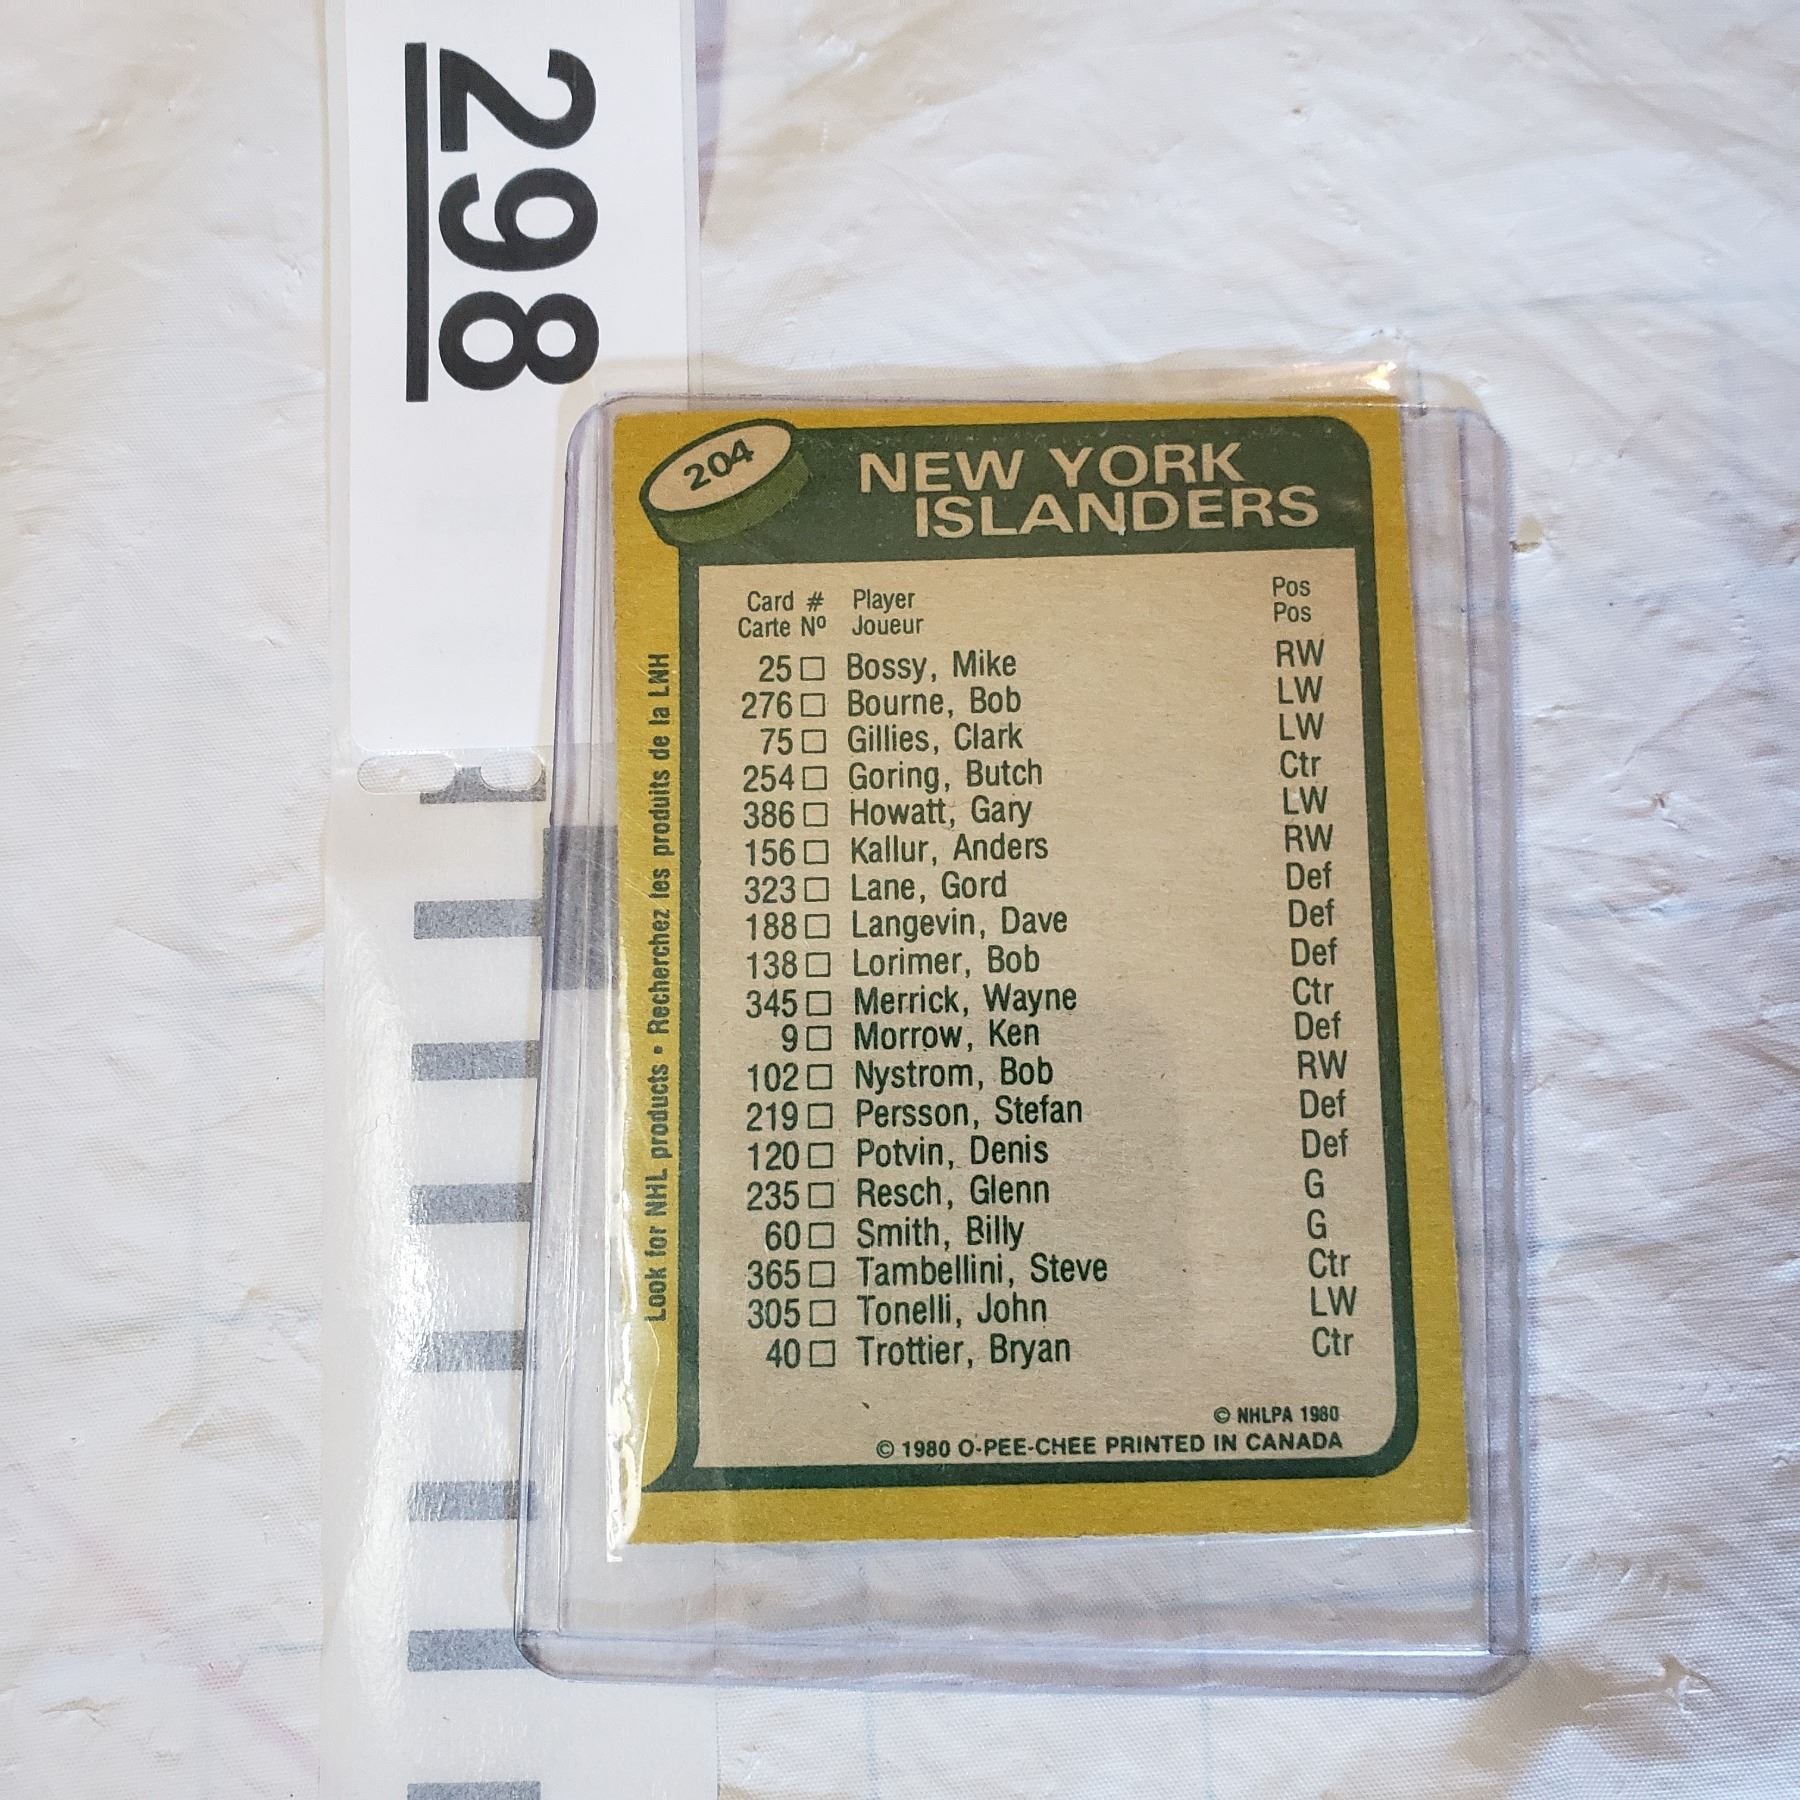 298
204
NEW YORK
ISLANDERS
Card # Player Pos
Carte Nº Joueur Pos
25 □ Bossy, Mike RW
276 □ Bourne, Bob LW
75 □ Gillies, Clark LW
254 □ Goring, Butch Ctr
386 □ Howatt, Gary LW
156 □ Kallur, Anders RW
323 □ Lane, Gord Def
188 □ Langevin, Dave Def
138 □ Lorimer, Bob Def
345 □ Merrick, Wayne Ctr
9 □ Morrow, Ken Def
102 □ Nystrom, Bob RW
219 □ Persson, Stefan Def
120 □ Potvin, Denis Def
235 □ Resch, Glenn G
60 □ Smith, Billy G
365 □ Tambellini, Steve Ctr
305 □ Tonelli, John LW
40 □ Trottier, Bryan Ctr
© NHLPA 1980
© 1980 O-PEE-CHEE PRINTED IN CANADA
Look for NHL products • Recherchez les produits de la LNH